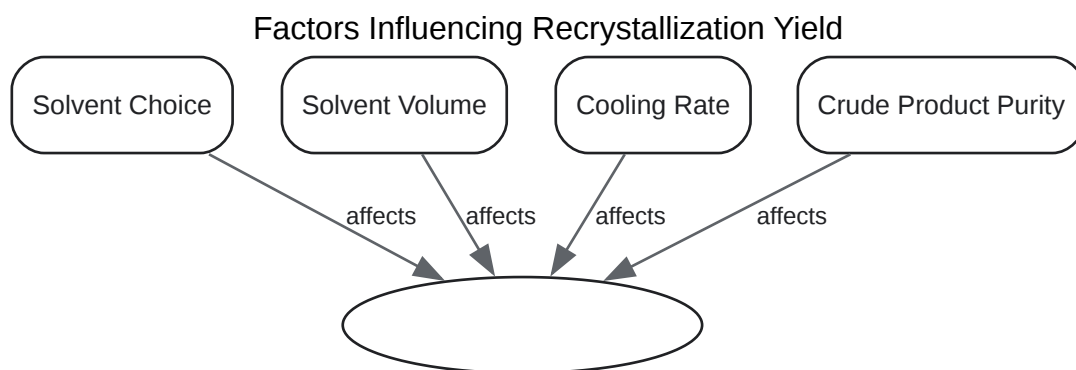 Factors Influencing Recrystallization Yield
Solvent Choice
Solvent Volume
Cooling Rate
Crude Product Purity
affects
affects
affects
affects